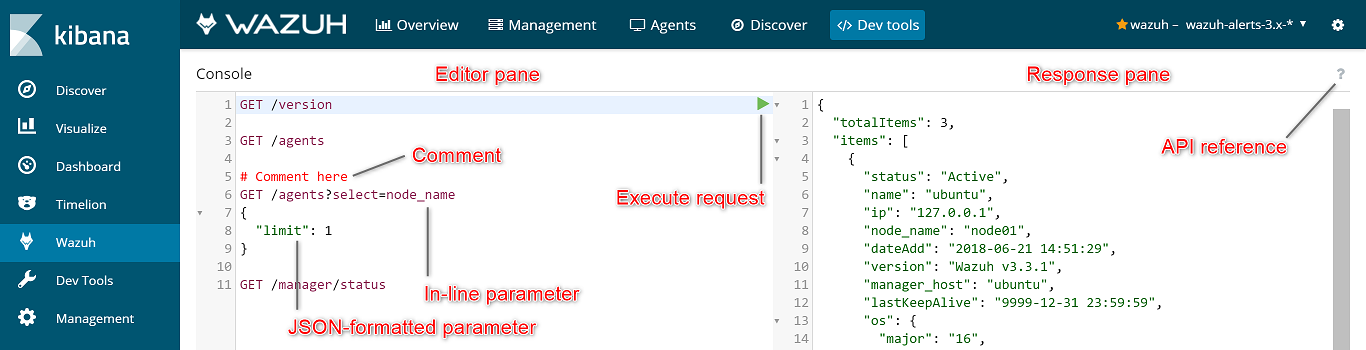 kibana
Discover
Visualize
Dashboard
Timelion
Wazuh
Dev Tools
Management
WAZUH
Overview
Management
Agents
Discover
</> Dev tools
wazuh – wazuh-alerts-3.x-*
Console
Editor pane
Response pane
?
1 GET /version
2
3 GET /agents
4
5 # Comment here
6 GET /agents?select=node_name
7 {
8 "limit": 1
9 }
10
11 GET /manager/status
Comment
Execute request
In-line parameter
JSON-formatted parameter
1 {
2 "totalItems": 3,
3 "items": [
4 {
5 "status": "Active",
6 "name": "ubuntu",
7 "ip": "127.0.0.1",
8 "node_name": "node01",
9 "dateAdd": "2018-06-21 14:51:29",
10 "version": "Wazuh v3.3.1",
11 "manager_host": "ubuntu",
12 "lastKeepAlive": "9999-12-31 23:59:59",
13 "os": {
14 "major": "16",
API reference